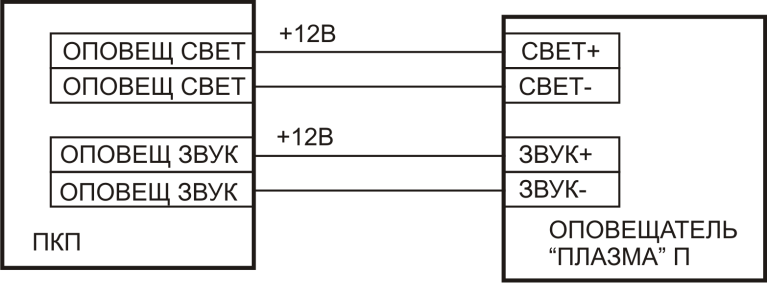 ОПОВЕЩ СВЕТ
ОПОВЕЩ СВЕТ
ОПОВЕЩ ЗВУК
ОПОВЕЩ ЗВУК
ПКП
+12В
+12В
СВЕТ+
СВЕТ-
ЗВУК+
ЗВУК-
ОПОВЕЩАТЕЛЬ
“ПЛАЗМА” П